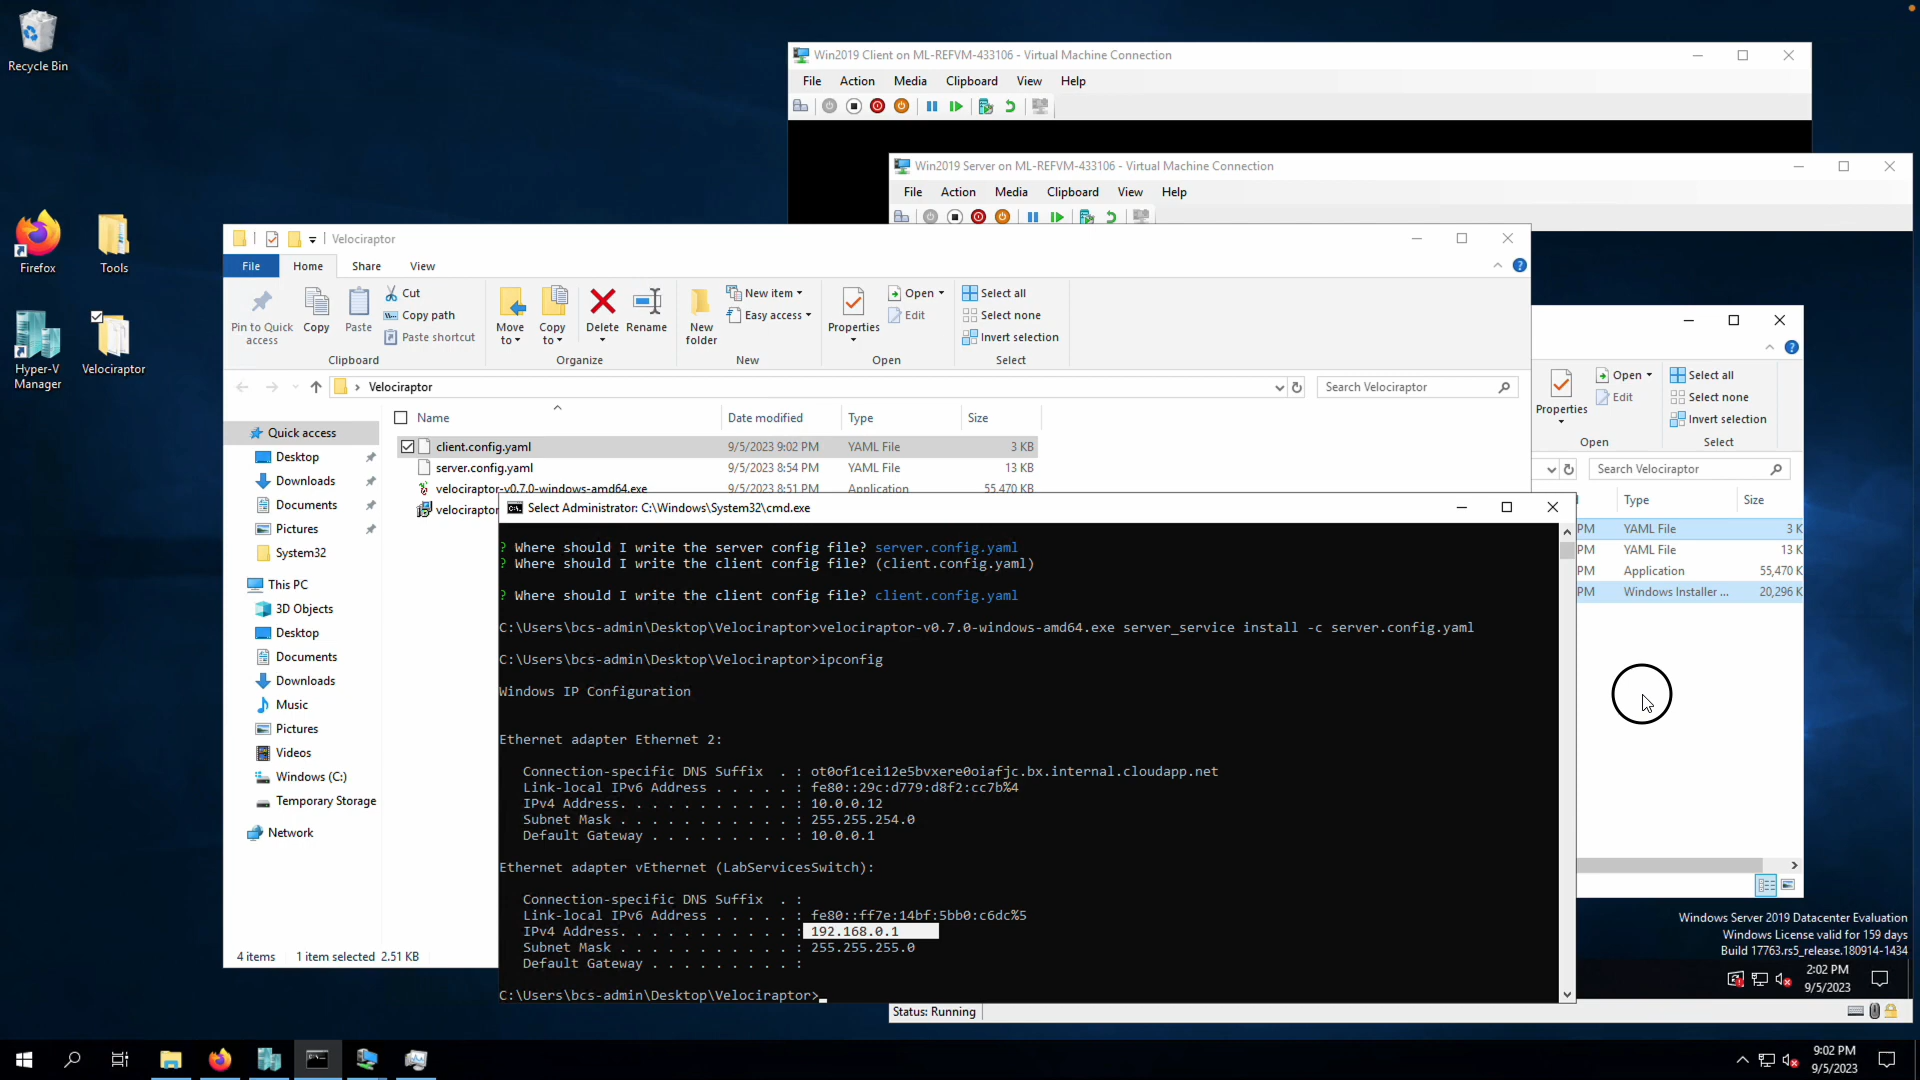 Recycle Bin
Firefox
Tools
Hyper-V
Manager
Velociraptor
Win2019 Client on ML-REFVM-433106 - Virtual Machine Connection
File Action Media Clipboard View Help
Win2019 Server on ML-REFVM-433106 - Virtual Machine Connection
File Action Media Clipboard View Help
Velociraptor
File Home Share View
Pin to Quick
access
Copy
Paste
Cut
Copy path
Paste shortcut
Clipboard
Move
to
Copy
to
Delete
Rename
Organize
New
folder
New item
Easy access
New
Properties
Open
Edit
Open
Select all
Select none
Invert selection
Select
Velociraptor
Search Velociraptor
Name Date modified Type Size
client.config.yaml 9/5/2023 9:02 PM YAML File 3 KB
server.config.yaml 9/5/2023 8:54 PM YAML File 13 KB
velociraptor-v0.7.0-windows-amd64.exe 9/5/2023 8:51 PM Application 55,470 KB
velociraptor
Quick access
Desktop
Downloads
Documents
Pictures
System32
This PC
3D Objects
Desktop
Documents
Downloads
Music
Pictures
Videos
Windows (C:)
Temporary Storage
Network
4 items 1 item selected 2.51 KB
Select Administrator: C:\Windows\System32\cmd.exe
? Where should I write the server config file? server.config.yaml
? Where should I write the client config file? (client.config.yaml)
? Where should I write the client config file? client.config.yaml
C:\Users\bcs-admin\Desktop\Velociraptor>velociraptor-v0.7.0-windows-amd64.exe server_service install -c server.config.yaml
C:\Users\bcs-admin\Desktop\Velociraptor>ipconfig
Windows IP Configuration
Ethernet adapter Ethernet 2:
Connection-specific DNS Suffix . : ot0of1cei12e5bvxere0oiafjc.bx.internal.cloudapp.net
Link-local IPv6 Address . . . . . : fe80::29c:d779:d8f2:cc7b%4
IPv4 Address. . . . . . . . . . . : 10.0.0.12
Subnet Mask . . . . . . . . . . . : 255.255.254.0
Default Gateway . . . . . . . . . : 10.0.0.1
Ethernet adapter vEthernet (LabServicesSwitch):
Connection-specific DNS Suffix . :
Link-local IPv6 Address . . . . . : fe80::ff7e:14bf:5bb0:c6dc%5
IPv4 Address. . . . . . . . . . . : 192.168.0.1
Subnet Mask . . . . . . . . . . . : 255.255.255.0
Default Gateway . . . . . . . . . :
C:\Users\bcs-admin\Desktop\Velociraptor>
Properties
Open
Edit
Open
Select all
Select none
Invert selection
Select
Search Velociraptor
Type Size
PM YAML File 3 K
PM YAML File 13 K
PM Application 55,470 K
PM Windows Installer ... 20,296 K
Windows Server 2019 Datacenter Evaluation
Windows License valid for 159 days
Build 17763.rs5_release.180914-1434
2:02 PM
9/5/2023
Status: Running
9:02 PM
9/5/2023